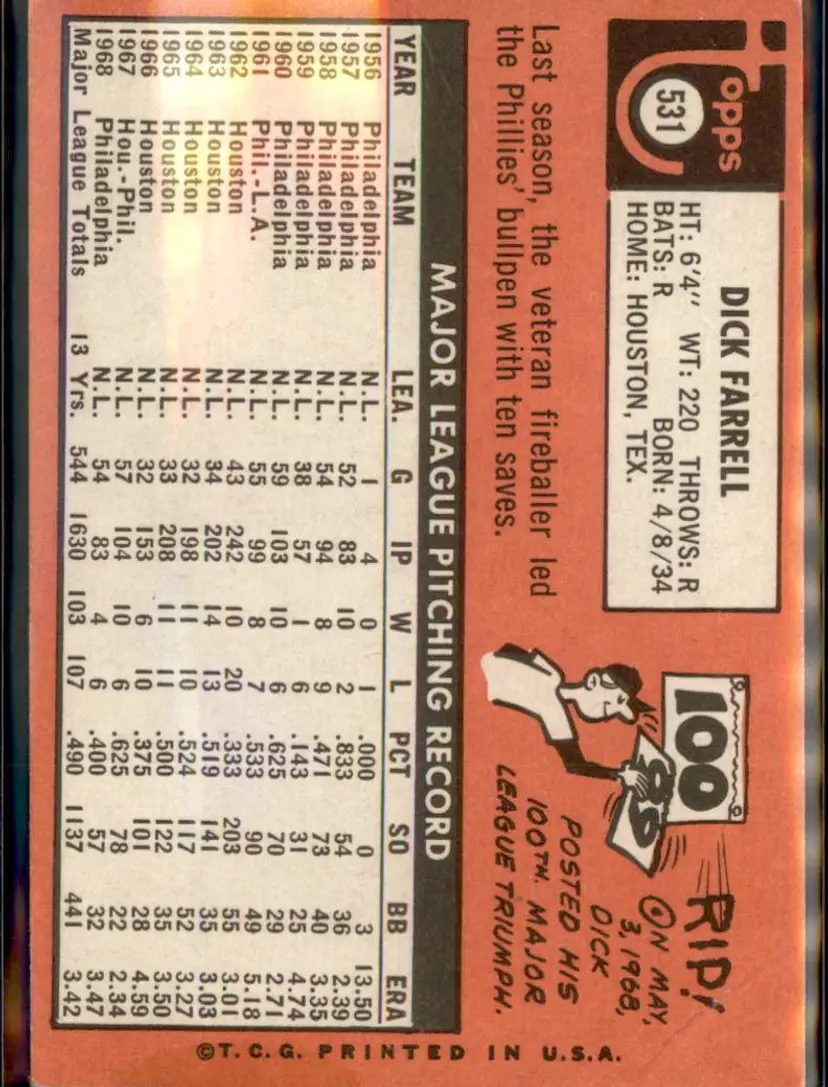 Topps
531
DICK FARRELL
HT: 6'4" WT: 220 THROWS: R
BATS: R BORN: 4/8/34
HOME: HOUSTON, TEX.
Last season, the veteran fireballer led
the Phillies' bullpen with ten saves.
100
99
RIP!
ON MAY,
3, 1968,
DICK
POSTED HIS
100TH. MAJOR
LEAGUE TRIUMPH.
MAJOR LEAGUE PITCHING RECORD
YEAR TEAM LEA. G IP W L PCT SO BB ERA
1956 Philadelphia N.L. 1 4 0 1 .000 0 3 13.50
1957 Philadelphia N.L. 52 83 10 2 .833 54 36 2.39
1958 Philadelphia N.L. 54 94 8 9 .471 73 40 3.35
1959 Philadelphia N.L. 38 57 1 6 .143 31 25 4.74
1960 Philadelphia N.L. 59 103 10 6 .625 70 29 2.71
1961 Phil.-L.A. N.L. 55 99 8 7 .533 90 49 5.18
1962 Houston N.L. 43 242 10 20 .333 203 55 3.01
1963 Houston N.L. 34 202 14 13 .519 141 35 3.03
1964 Houston N.L. 32 198 11 10 .524 117 52 3.27
1965 Houston N.L. 33 208 11 11 .500 122 35 3.50
1966 Houston N.L. 32 153 6 10 .375 101 28 4.59
1967 Hou.-Phil. N.L. 57 104 10 6 .625 78 22 2.34
1968 Philadelphia N.L. 54 83 4 6 .400 57 32 3.47
Major League Totals 13 Yrs. 544 1630 103 107 .490 1137 441 3.42
©T.C.G. PRINTED IN U.S.A.